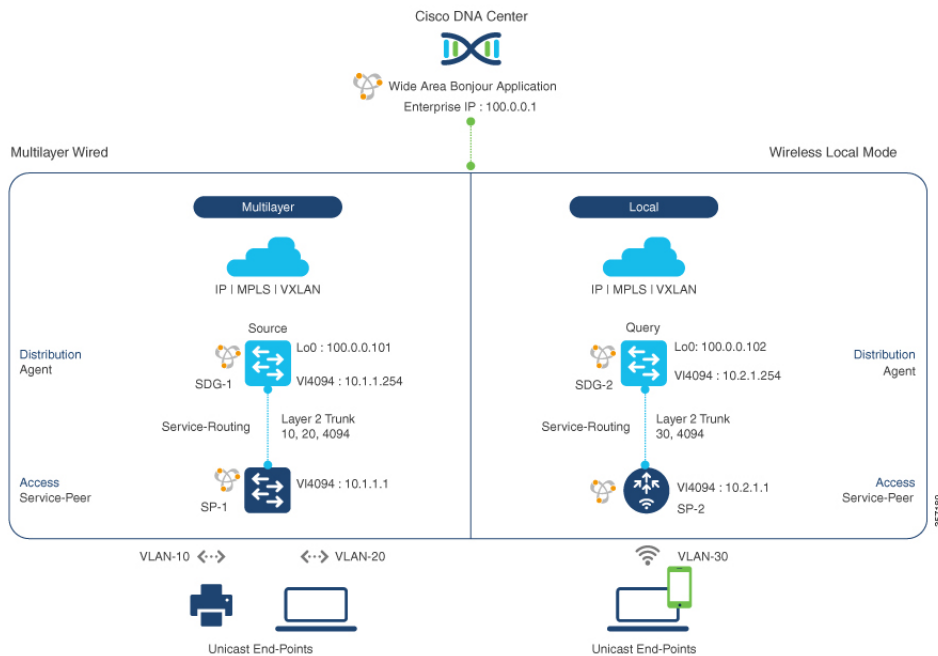 Cisco DNA Center
Wide Area Bonjour Application
Enterprise IP : 100.0.0.1
Multilayer Wired
Wireless Local Mode
Multilayer
Local
IP | MPLS | VXLAN
IP | MPLS | VXLAN
Source
Query
Distribution
Agent
SDG-1
Lo0 : 100.0.0.101
Vl4094 : 10.1.1.254
SDG-2
Lo0: 100.0.0.102
Vl4094 : 10.2.1.254
Distribution
Agent
Service-Routing
Layer 2 Trunk
10, 20, 4094
Service-Routing
Layer 2 Trunk
30, 4094
Access
Service-Peer
SP-1
Vl4094 : 10.1.1.1
Vl4094 : 10.2.1.1
SP-2
Access
Service-Peer
VLAN-10
VLAN-20
VLAN-30
Unicast End-Points
Unicast End-Points